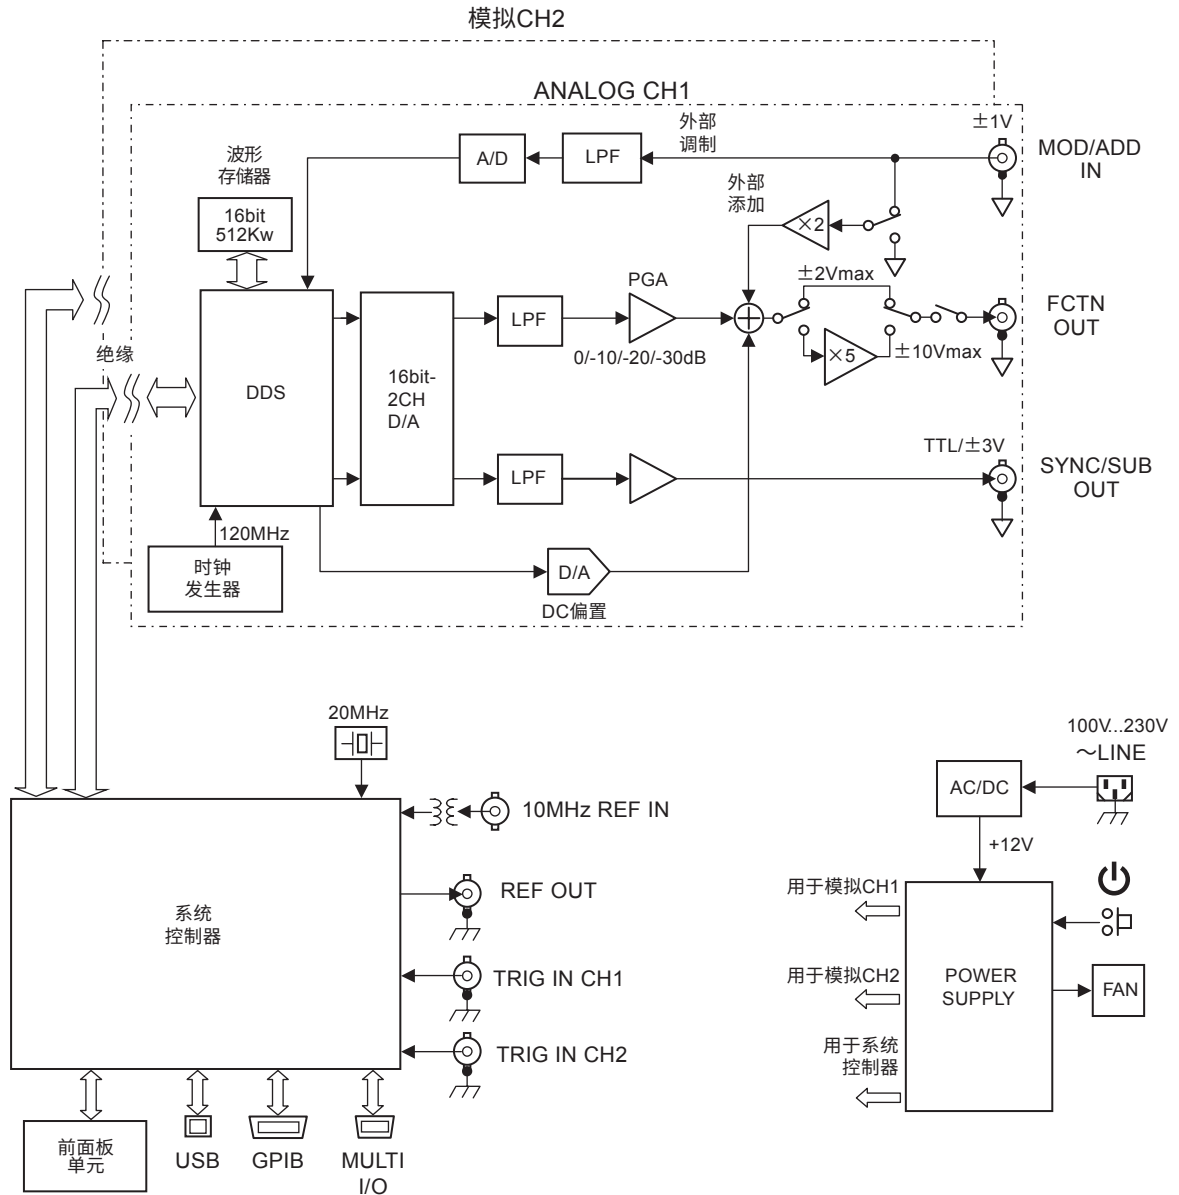 模拟CH2
ANALOG CH1
±1V
MOD/ADD
IN
外部
调制
A/D
LPF
波形
存储器
16bit
512Kw
外部
添加
×2
±2Vmax
PGA
LPF
FCTN
OUT
0/-10/-20/-30dB
×5
±10Vmax
绝缘
DDS
16bit-
2CH
D/A
TTL/±3V
SYNC/SUB
OUT
LPF
120MHz
时钟
发生器
D/A
DC偏置
20MHz
10MHz REF IN
REF OUT
系统
控制器
TRIG IN CH1
TRIG IN CH2
前面板
单元
USB
GPIB
MULTI
I/O
100V...230V
～LINE
AC/DC
+12V
用于模拟CH1
用于模拟CH2
POWER
SUPPLY
FAN
用于系统
控制器